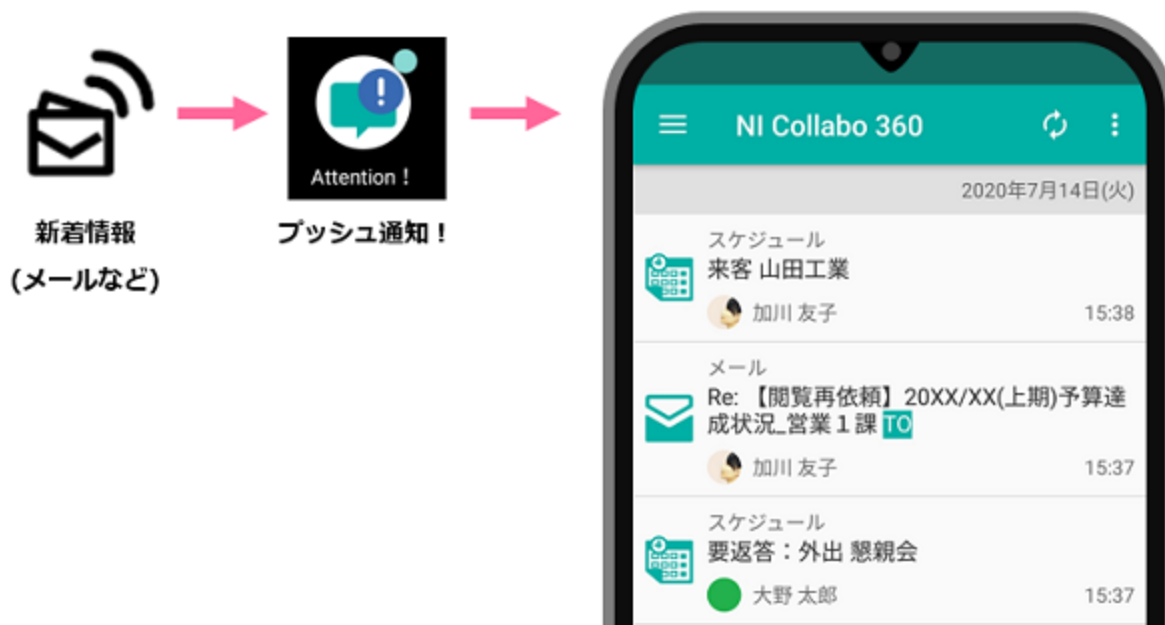 新着情報
(メールなど)
Attention！
プッシュ通知！
NI Collabo 360
2020年7月14日(火)
スケジュール
来客 山田工業
加川 友子
15:38
メール
Re: 【閲覧再依頼】20XX/XX(上期)予算達
成状況_営業１課 TO
加川 友子
15:37
スケジュール
要返答：外出 懇親会
大野 太郎
15:37